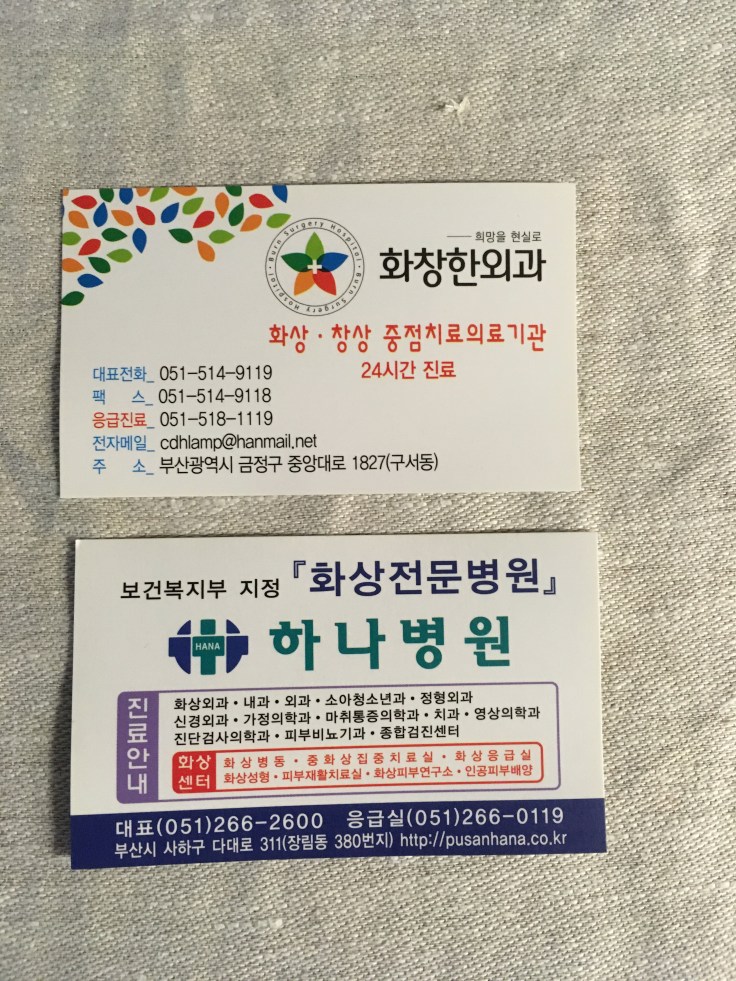 희망을 현실로
화창한외과
Burn Surgery Hospital · Burn Surgery Hospital ·
화상 · 창상 중점치료의료기관
24시간 진료
대표전화_ 051-514-9119
팩 스_ 051-514-9118
응급진료_ 051-518-1119
전자메일_ cdhlamp@hanmail.net
주 소_ 부산광역시 금정구 중앙대로 1827(구서동)
보건복지부 지정 『화상전문병원』
HANA 하나병원
진료안내
화상외과 • 내과 • 외과 • 소아청소년과 • 정형외과
신경외과 • 가정의학과 • 마취통증의학과 • 치과 • 영상의학과
진단검사의학과 • 피부비뇨기과 • 종합검진센터
화상센터
화상병동 • 중화상집중치료실 • 화상응급실
화상성형 • 피부재활치료실 • 화상피부연구소 • 인공피부배양
대표(051)266-2600 응급실(051)266-0119
부산시 사하구 다대로 311(장림동 380번지) http://pusanhana.co.kr